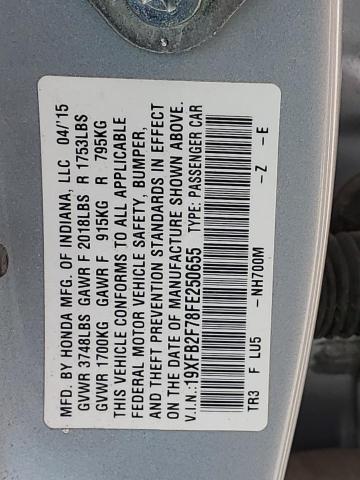 MFD. BY HONDA MFG. OF INDIANA, LLC 04/'15
GVWR 3748LBS GAWR F 2018LBS R 1753LBS
GVWR 1700KG GAWR F 915KG R 795KG
THIS VEHICLE CONFORMS TO ALL APPLICABLE
FEDERAL MOTOR VEHICLE SAFETY, BUMPER,
AND THEFT PREVENTION STANDARDS IN EFFECT
ON THE DATE OF MANUFACTURE SHOWN ABOVE.
V.I.N.:19XFB2F78FE250655 TYPE: PASSENGER CAR
TR3 F LU5 -NH700M -Z -E